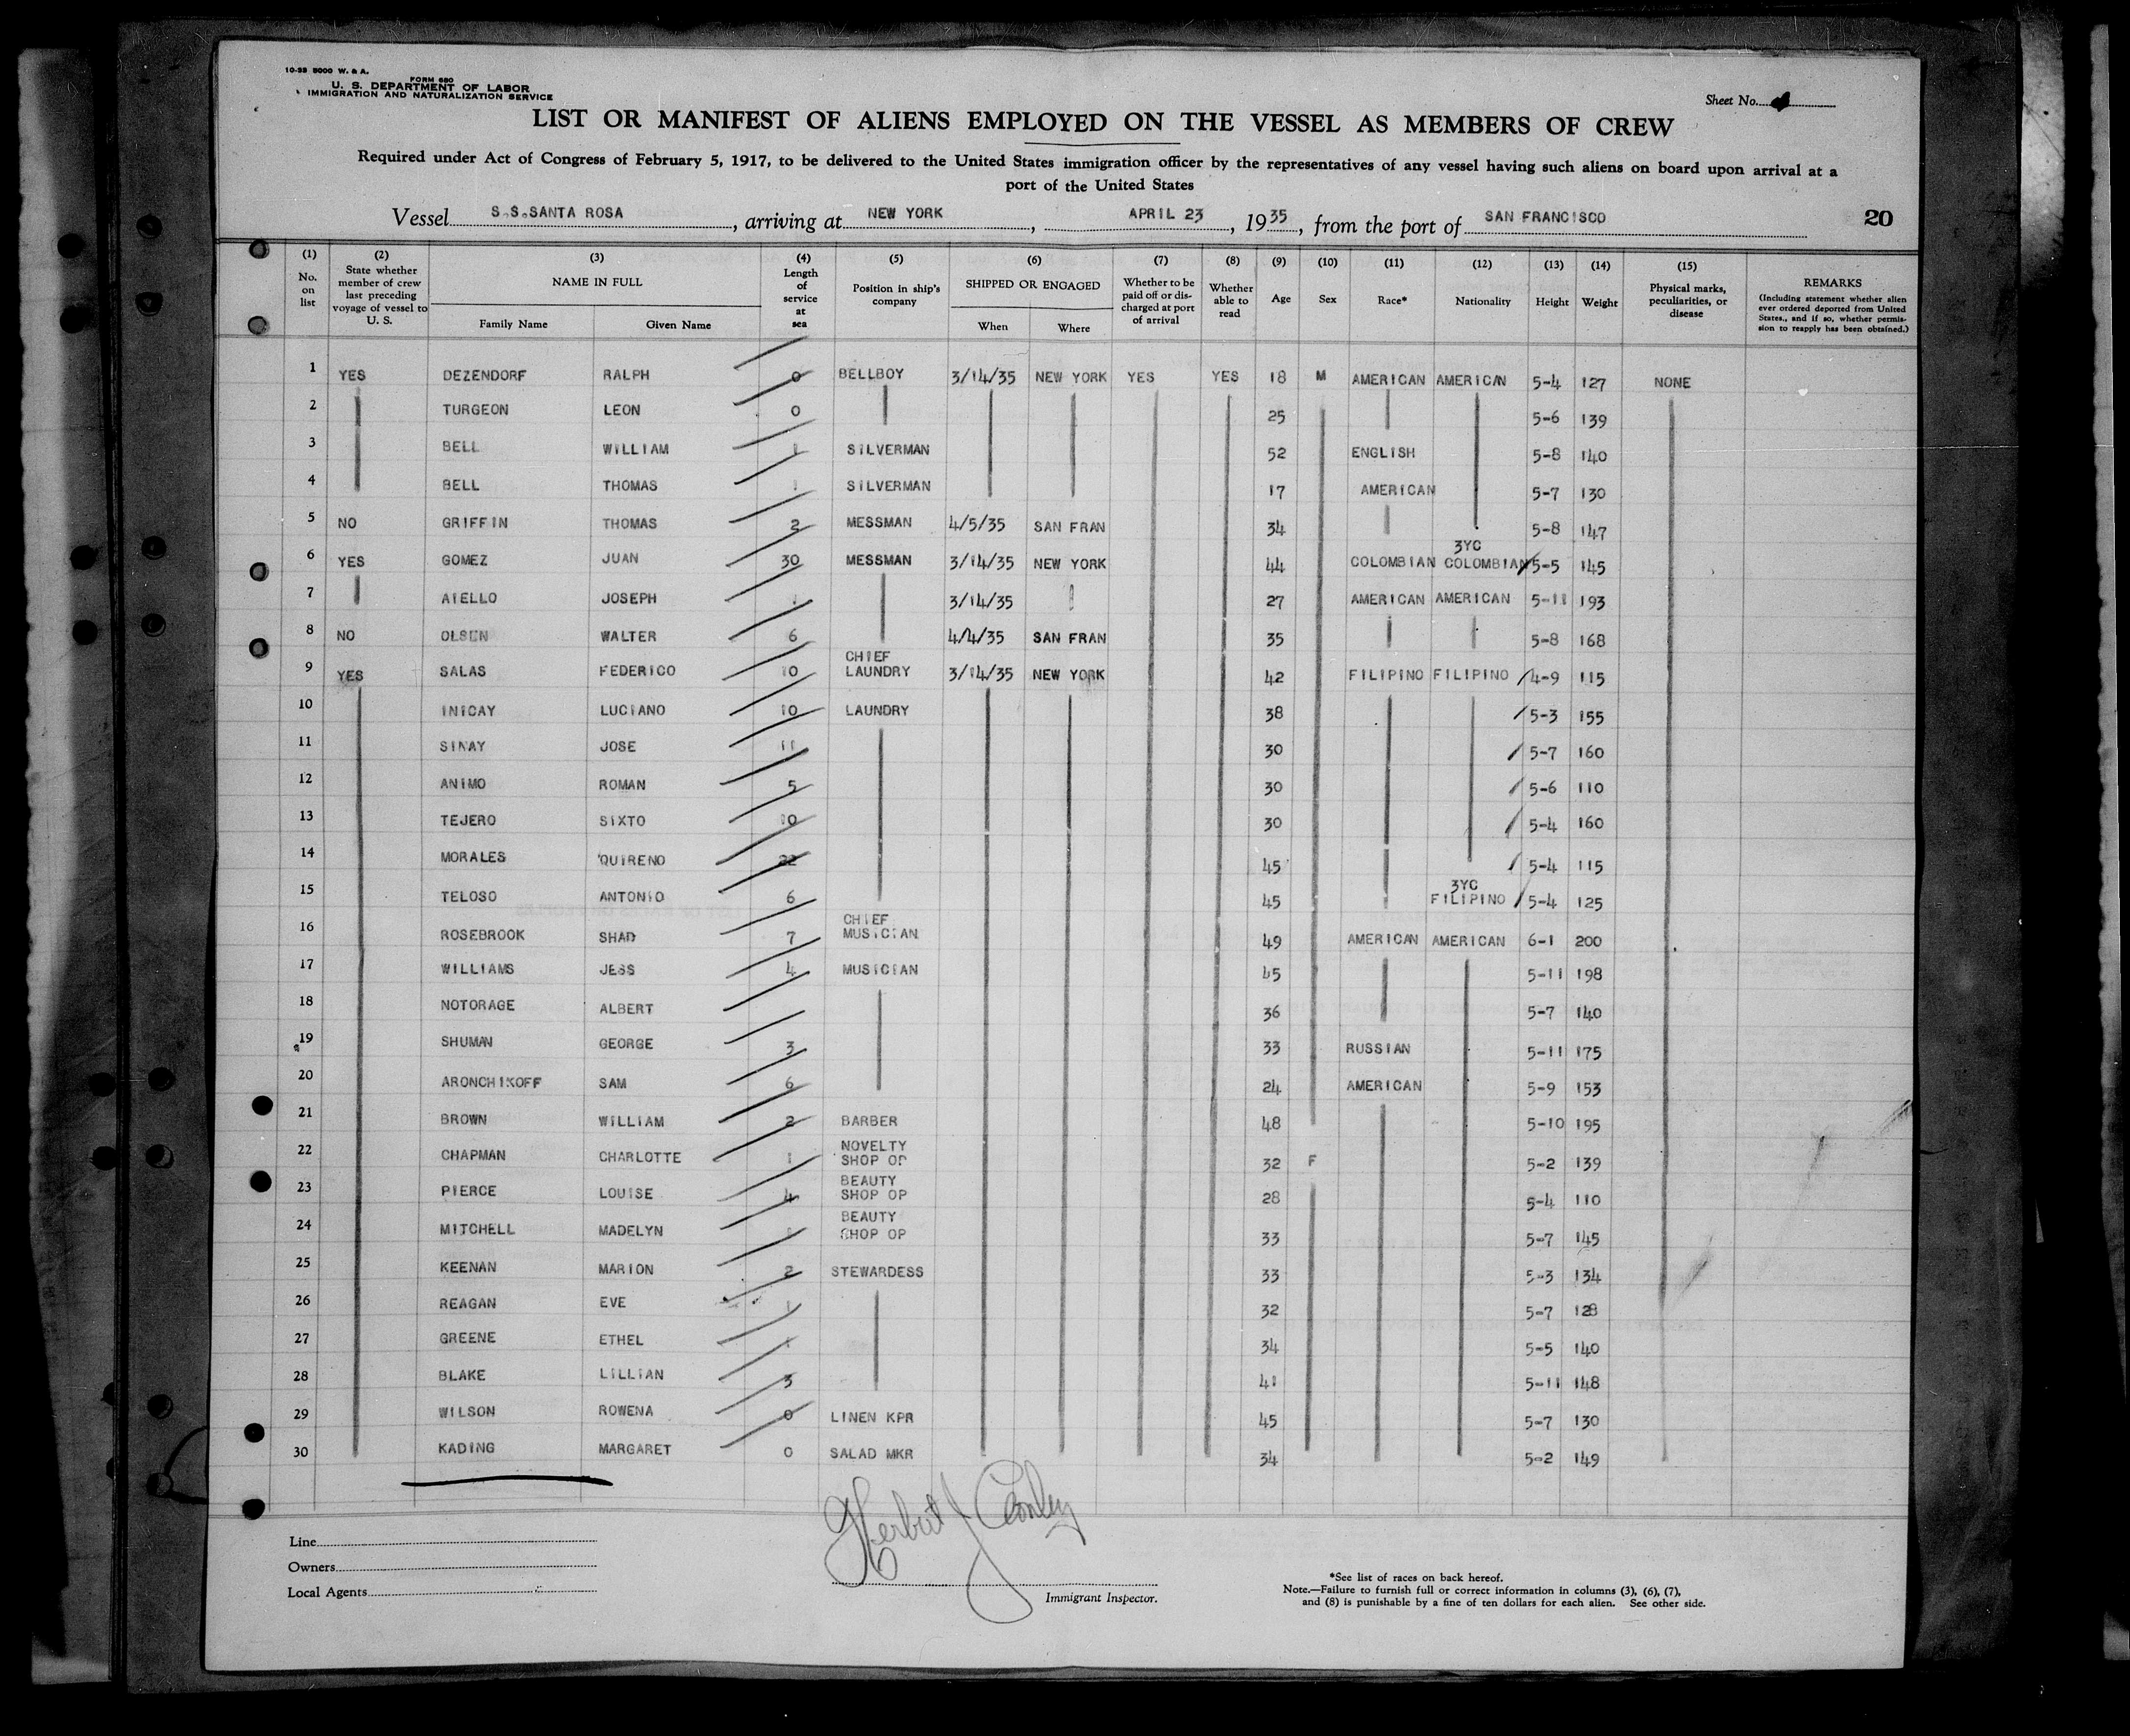 10-33 5000 W. & A.
FORM 680
U. S. DEPARTMENT OF LABOR
IMMIGRATION AND NATURALIZATION SERVICE
Sheet No.
LIST OR MANIFEST OF ALIENS EMPLOYED ON THE VESSEL AS MEMBERS OF CREW
Required under Act of Congress of February 5, 1917, to be delivered to the United States immigration officer by the representatives of any vessel having such aliens on board upon arrival at a
port of the United States
Vessel S.S.SANTA ROSA, arriving at NEW YORK, APRIL 23, 1935, from the port of SAN FRANCISCO 20
(1) (2) (3) (4) (5) (6) (7) (8) (9) (10) (11) (12) (13) (14) (15)
No. on list
State whether member of crew last preceding voyage of vessel to U. S.
NAME IN FULL
Family Name Given Name
Length of service at sea
Position in ship's company
SHIPPED OR ENGAGED
When Where
Whether to be paid off or discharged at port of arrival
Whether able to read
Age Sex Race* Nationality Height Weight
Physical marks, peculiarities, or disease
REMARKS
(Including statement whether alien ever ordered deported from United States., and if so, whether permission to reapply has been obtained.)
1 YES DEZENDORF RALPH 0 BELLBOY 3/14/35 NEW YORK YES YES 18 M AMERICAN AMERICAN 5-4 127 NONE
2 TURGEON LEON 0 25 5-6 139
3 BELL WILLIAM 1 SILVERMAN 52 ENGLISH 5-8 140
4 BELL THOMAS 1 SILVERMAN 17 AMERICAN 5-7 130
5 NO GRIFFIN THOMAS 2 MESSMAN 4/5/35 SAN FRAN 34 5-8 147
6 YES GOMEZ JUAN 30 MESSMAN 3/14/35 NEW YORK 44 COLOMBIAN 3YC COLOMBIAN 5-5 145
7 AIELLO JOSEPH 1 3/14/35 27 AMERICAN AMERICAN 5-11 193
8 NO OLSEN WALTER 6 4/4/35 SAN FRAN 35 5-8 168
9 YES SALAS FEDERICO 10 CHIEF LAUNDRY 3/14/35 NEW YORK 42 FILIPINO FILIPINO 4-9 115
10 INICAY LUCIANO 10 LAUNDRY 38 5-3 155
11 SINAY JOSE 11 30 5-7 160
12 ANIMO ROMAN 5 30 5-6 110
13 TEJERO SIXTO 10 30 5-4 160
14 MORALES QUIRENO 22 45 5-4 115
15 TELOSO ANTONIO 6 45 3YC FILIPINO 5-4 125
16 ROSEBROOK SHAD 7 CHIEF MUSICIAN 49 AMERICAN AMERICAN 6-1 200
17 WILLIAMS JESS 4 MUSICIAN 45 5-11 198
18 NOTORAGE ALBERT 36 5-7 140
19 SHUMAN GEORGE 3 33 RUSSIAN 5-11 175
20 ARONCHIKOFF SAM 6 24 AMERICAN 5-9 153
21 BROWN WILLIAM 2 BARBER 48 5-10 195
22 CHAPMAN CHARLOTTE 1 NOVELTY SHOP OP 32 F 5-2 139
23 PIERCE LOUISE 4 BEAUTY SHOP OP 28 5-4 110
24 MITCHELL MADELYN BEAUTY SHOP OP 33 5-7 145
25 KEENAN MARION 2 STEWARDESS 33 5-3 134
26 REAGAN EVE 1 32 5-7 128
27 GREENE ETHEL 1 34 5-5 140
28 BLAKE LILLIAN 3 41 5-11 148
29 WILSON ROWENA 0 LINEN KPR 45 5-7 130
30 KADING MARGARET 0 SALAD MKR 34 5-2 149
Herbert J Conley
Line
Owners
Local Agents
Immigrant Inspector.
*See list of races on back hereof.
Note.—Failure to furnish full or correct information in columns (3), (6), (7),
and (8) is punishable by a fine of ten dollars for each alien. See other side.